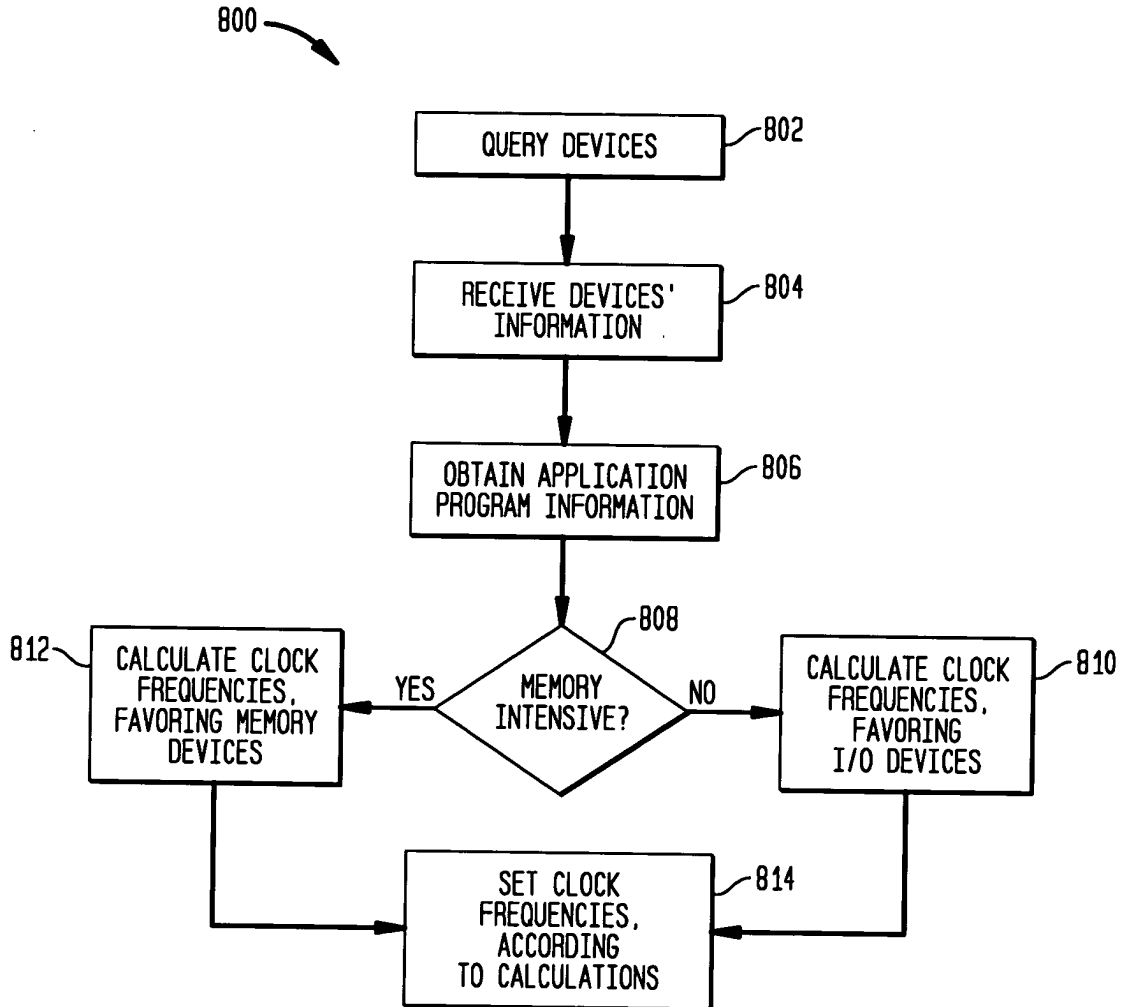 800
QUERY DEVICES
802
RECEIVE DEVICES'
INFORMATION
804
OBTAIN APPLICATION
PROGRAM INFORMATION
806
MEMORY
INTENSIVE?
808
YES
NO
812
CALCULATE CLOCK
FREQUENCIES,
FAVORING MEMORY
DEVICES
CALCULATE CLOCK
FREQUENCIES,
FAVORING
I/O DEVICES
810
SET CLOCK
FREQUENCIES,
ACCORDING
TO CALCULATIONS
814